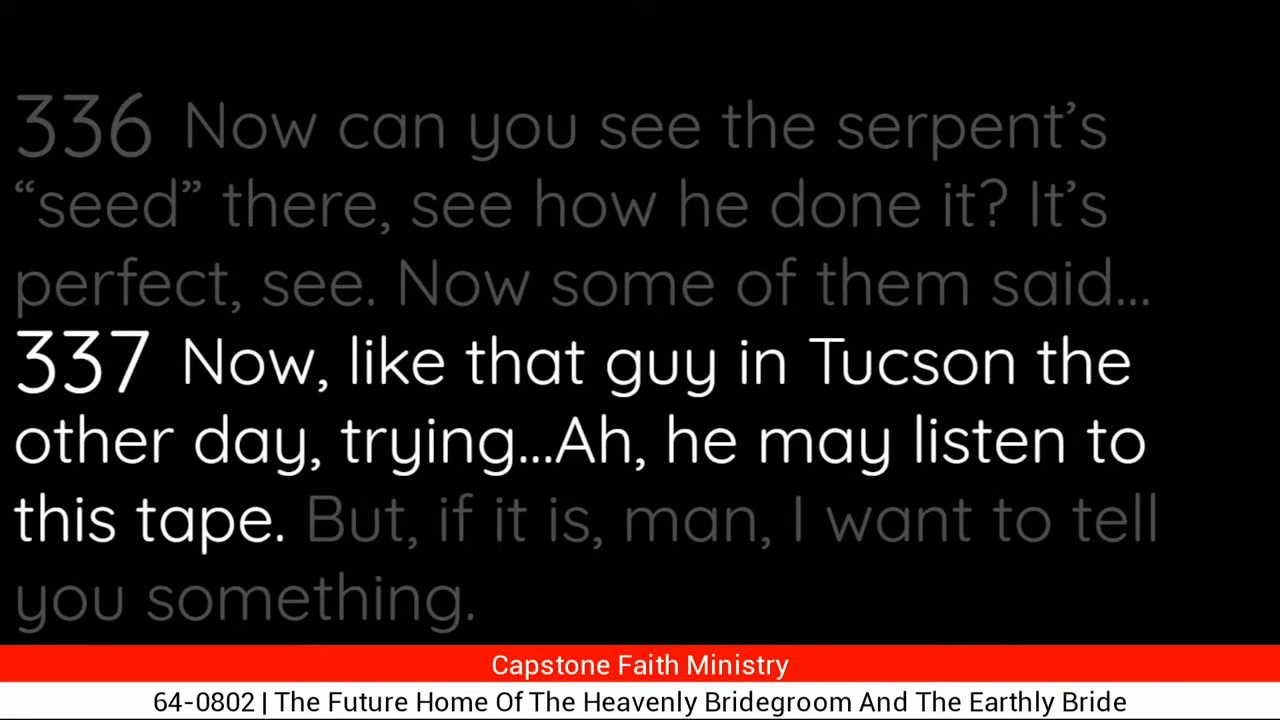 336 Now can you see the serpent’s
“seed” there, see how he done it? It’s
perfect, see. Now some of them said...
337 Now, like that guy in Tucson the
other day, trying...Ah, he may listen to
this tape. But, if it is, man, I want to tell
you something.
Capstone Faith Ministry
64-0802 | The Future Home Of The Heavenly Bridegroom And The Earthly Bride